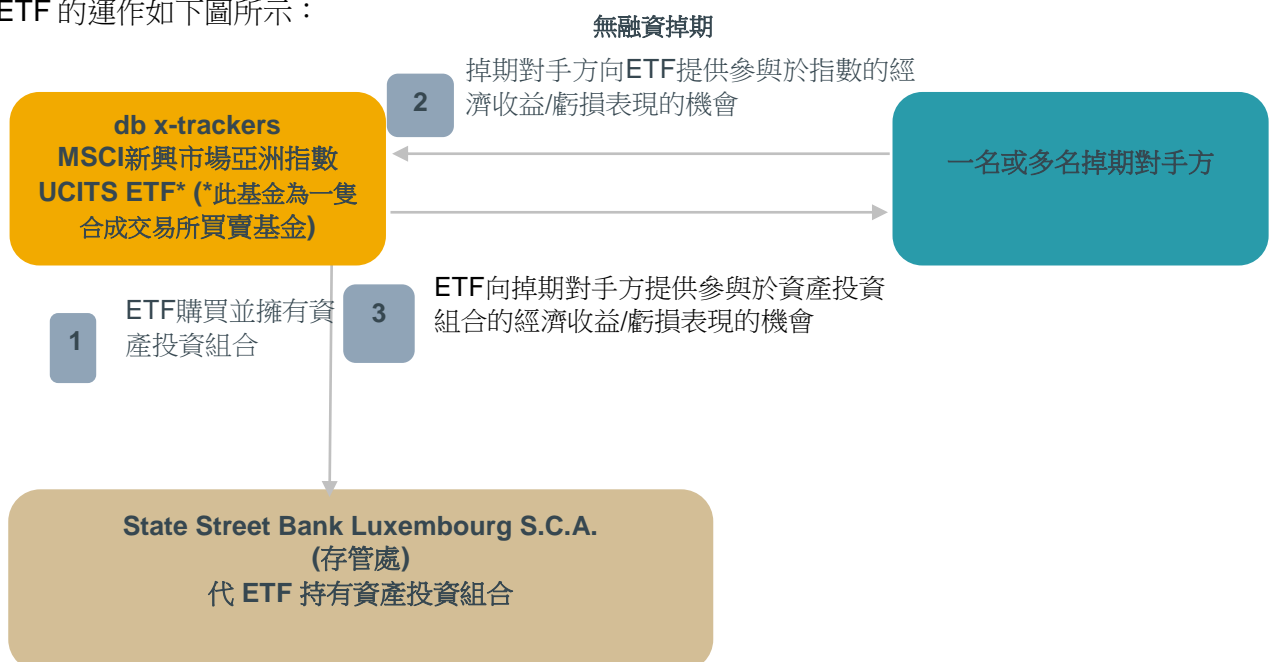 ETF 的運作如下圖所示：
無融資掉期
2
掉期對手方向ETF提供參與於指數的經
濟收益/虧損表現的機會
db x-trackers
MSCI新興市場亞洲指數
UCITS ETF* (*此基金為一隻
合成交易所買賣基金)
一名或多名掉期對手方
1
ETF購買並擁有資
產投資組合
3
ETF向掉期對手方提供參與於資產投資
組合的經濟收益/虧損表現的機會
State Street Bank Luxembourg S.C.A.
(存管處)
代 ETF 持有資產投資組合